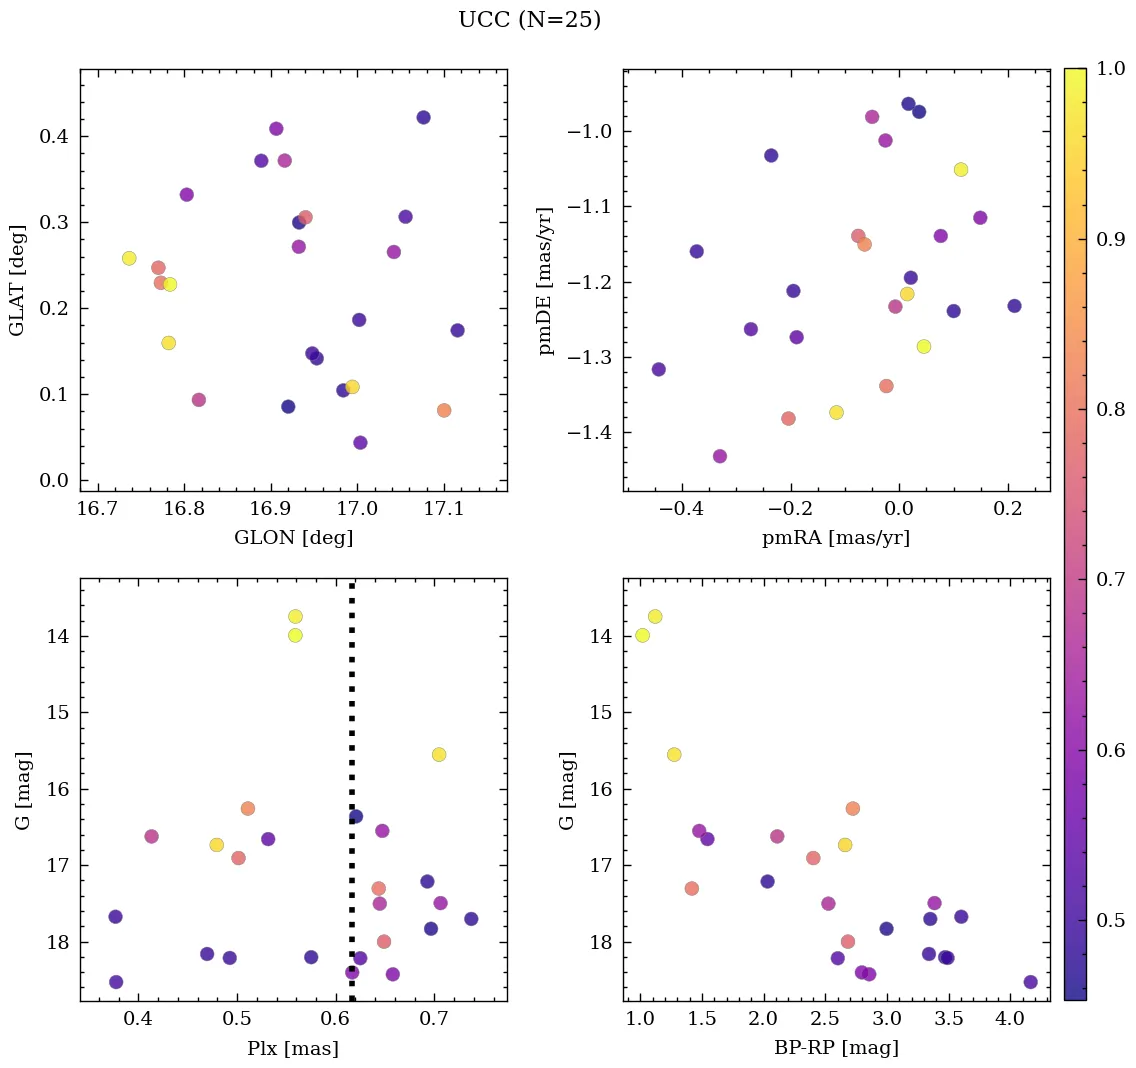 UCC (N=25)
0.4
0.3
0.2
0.1
0.0
GLAT [deg]
16.7 16.8 16.9 17.0 17.1
GLON [deg]
−1.0
−1.1
−1.2
−1.3
−1.4
pmDE [mas/yr]
−0.4 −0.2 0.0 0.2
pmRA [mas/yr]
14
15
16
17
18
G [mag]
0.4 0.5 0.6 0.7
Plx [mas]
14
15
16
17
18
G [mag]
1.0 1.5 2.0 2.5 3.0 3.5 4.0
BP-RP [mag]
1.0
0.9
0.8
0.7
0.6
0.5